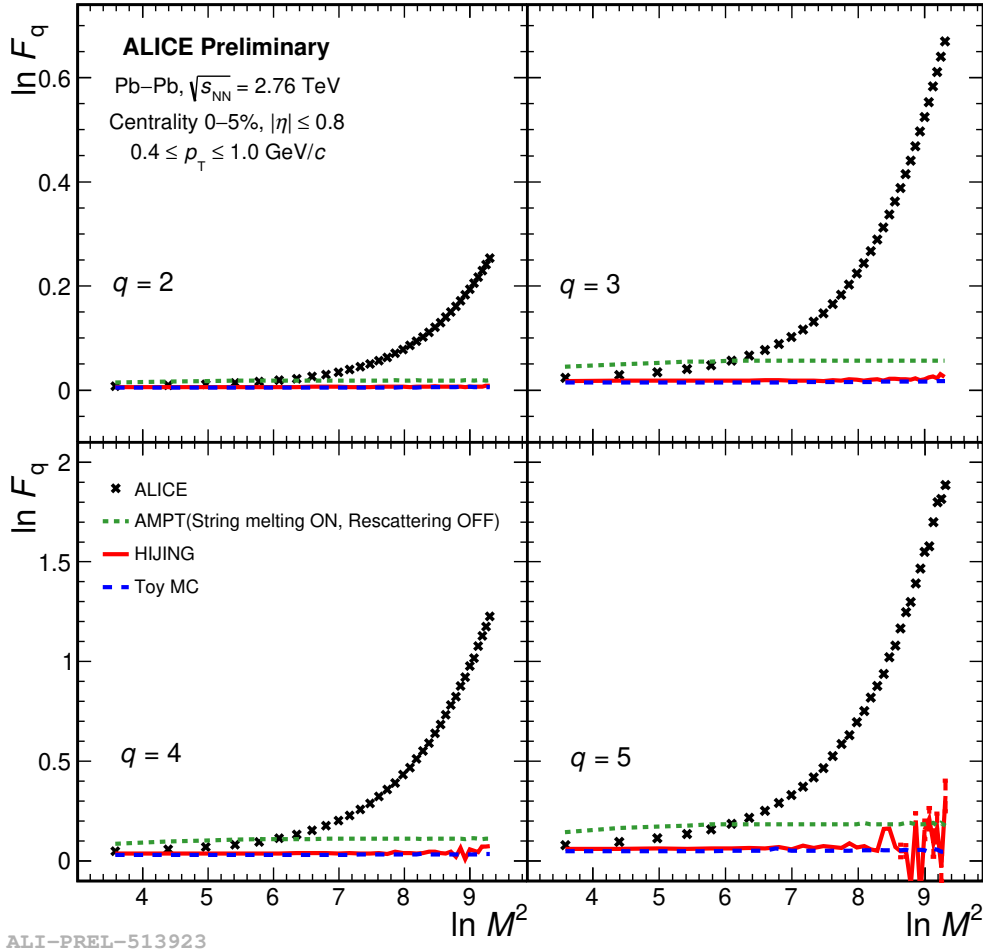 ln F_q
ALICE Preliminary
Pb–Pb, √s_NN = 2.76 TeV
Centrality 0–5%, |η| ≤ 0.8
0.4 ≤ p_T ≤ 1.0 GeV/c
0.6
0.4
0.2
0
q = 2
q = 3
ln F_q
2
1.5
1
0.5
0
ALICE
AMPT(String melting ON, Rescattering OFF)
HIJING
Toy MC
q = 4
q = 5
4 5 6 7 8 9
4 5 6 7 8 9
ln M²
ln M²
ALI-PREL-513923